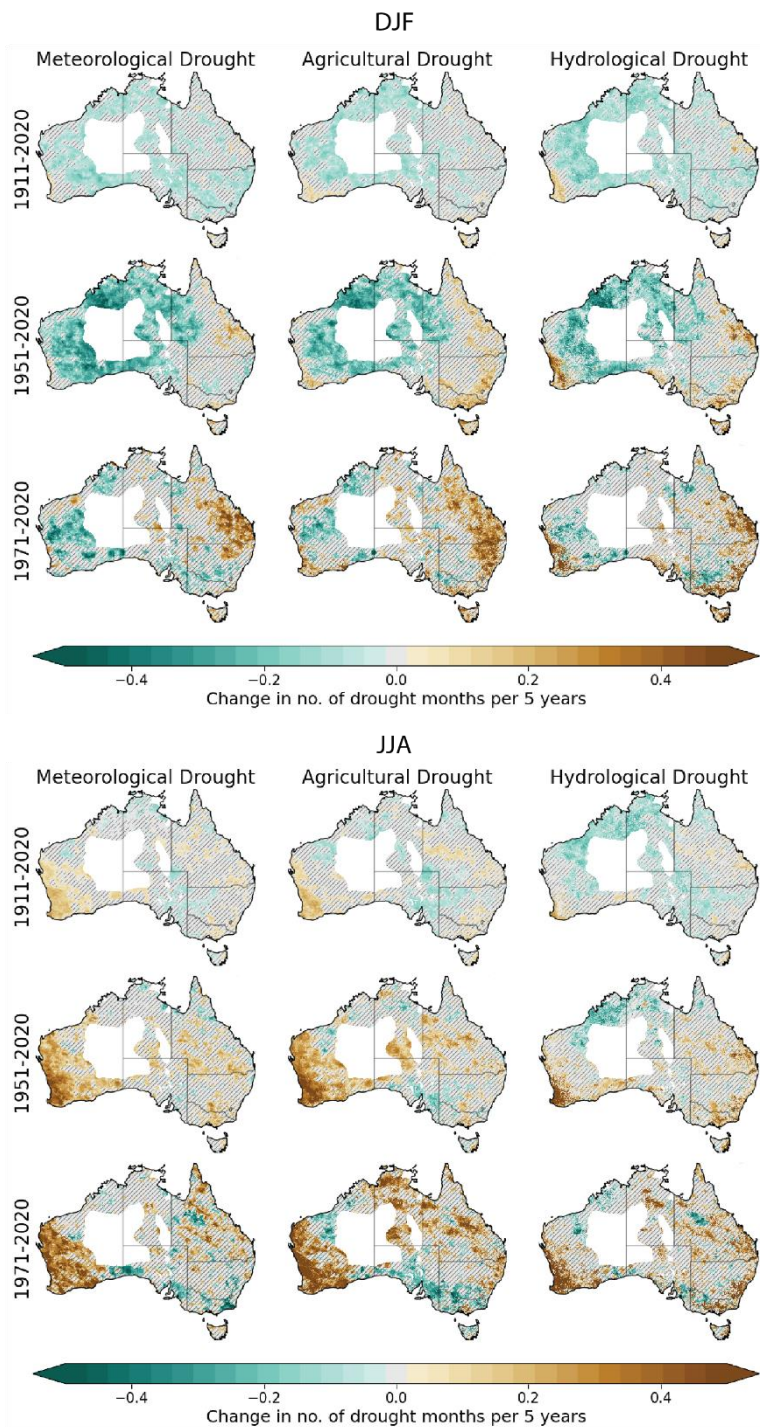 DJF
Meteorological Drought Agricultural Drought Hydrological Drought
1911-2020
1951-2020
1971-2020
−0.4 −0.2 0.0 0.2 0.4
Change in no. of drought months per 5 years
JJA
Meteorological Drought Agricultural Drought Hydrological Drought
1911-2020
1951-2020
1971-2020
−0.4 −0.2 0.0 0.2 0.4
Change in no. of drought months per 5 years